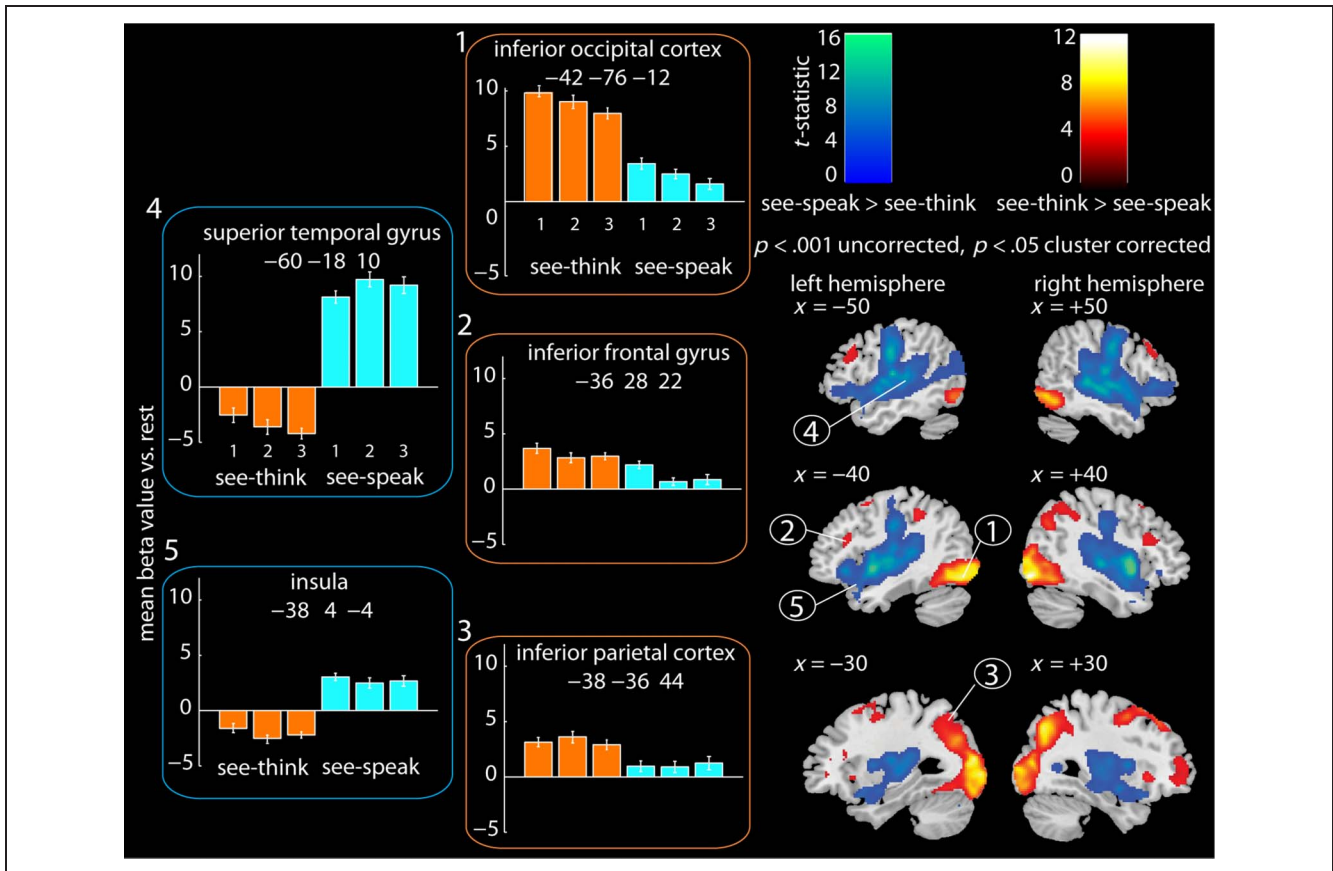 1
inferior occipital cortex
−42 −76 −12
10
5
0
−5
1 2 3 1 2 3
see-think see-speak
16
12
8
4
0
t-statistic
see-speak > see-think
12
8
4
0
see-think > see-speak
p < .001 uncorrected, p < .05 cluster corrected
4
superior temporal gyrus
−60 −18 10
10
5
0
−5
1 2 3 1 2 3
see-think see-speak
mean beta value vs. rest
2
inferior frontal gyrus
−36 28 22
10
5
0
−5
5
insula
−38 4 −4
10
5
0
−5
see-think see-speak
3
inferior parietal cortex
−38 −36 44
10
5
0
−5
left hemisphere right hemisphere
x = −50 x = +50
4
x = −40 x = +40
2
1
5
x = −30 x = +30
3